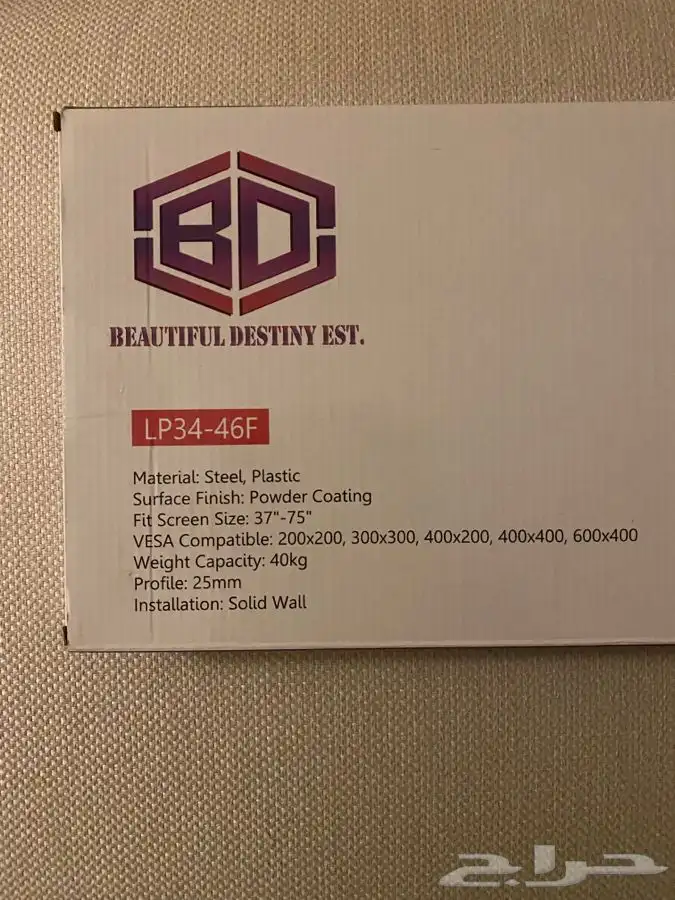 BD
BEAUTIFUL DESTINY EST.
LP34-46F
Material: Steel, Plastic
Surface Finish: Powder Coating
Fit Screen Size: 37"-75"
VESA Compatible: 200x200, 300x300, 400x200, 400x400, 600x400
Weight Capacity: 40kg
Profile: 25mm
Installation: Solid Wall
حراج